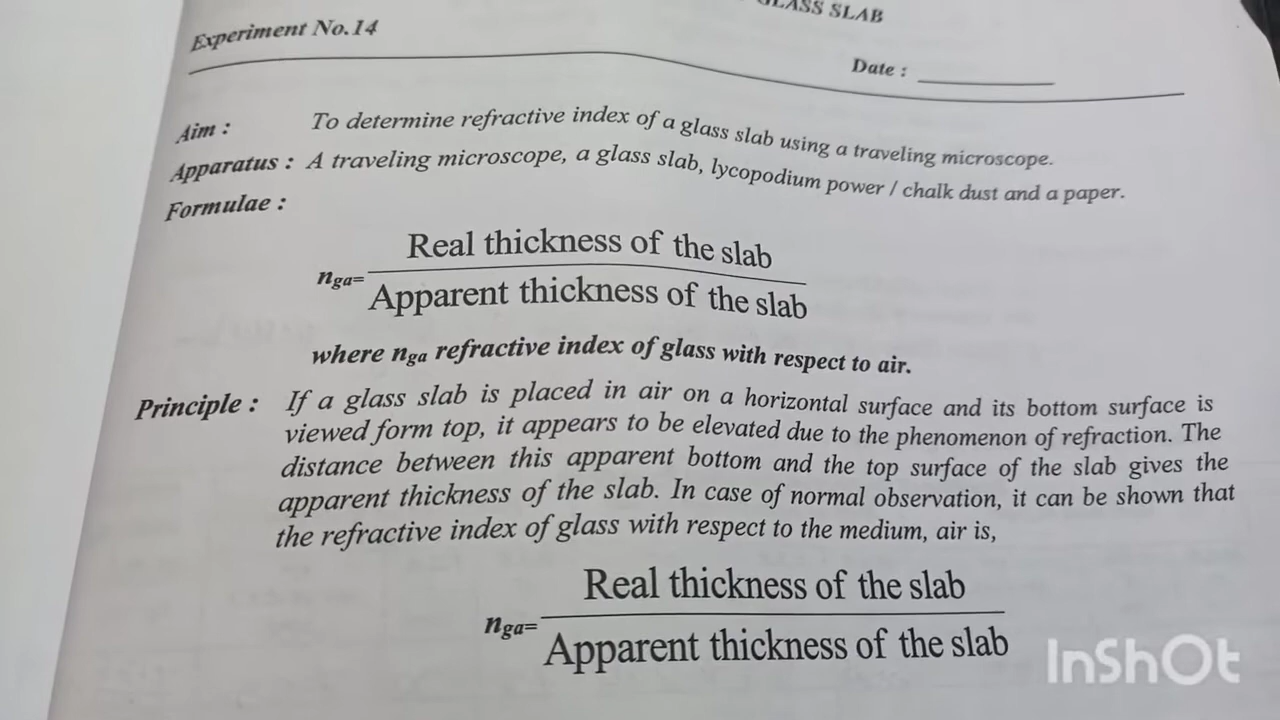 GLASS SLAB
Experiment No.14
Date :
Aim : To determine refractive index of a glass slab using a traveling microscope.
Apparatus : A traveling microscope, a glass slab, lycopodium power / chalk dust and a paper.
Formulae :
Real thickness of the slab
nga=
Apparent thickness of the slab
where nga refractive index of glass with respect to air.
Principle : If a glass slab is placed in air on a horizontal surface and its bottom surface is
viewed form top, it appears to be elevated due to the phenomenon of refraction. The
distance between this apparent bottom and the top surface of the slab gives the
apparent thickness of the slab. In case of normal observation, it can be shown that
the refractive index of glass with respect to the medium, air is,
Real thickness of the slab
nga=
Apparent thickness of the slab
InShOt